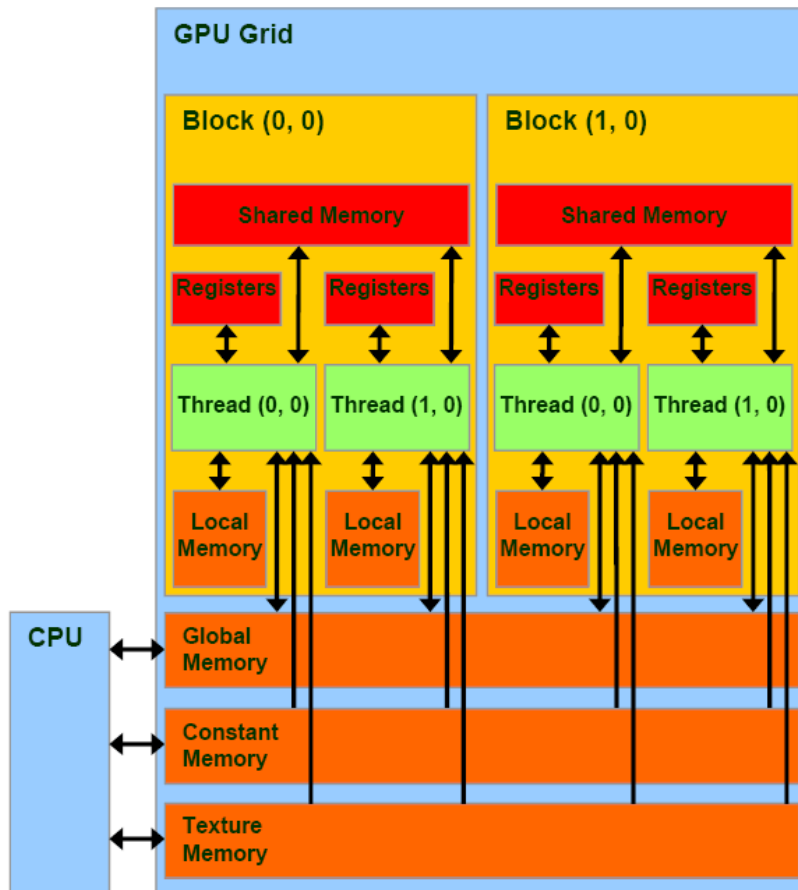 GPU Grid
Block (0, 0)
Block (1, 0)
Shared Memory
Shared Memory
Registers
Registers
Registers
Registers
Thread (0, 0)
Thread (1, 0)
Thread (0, 0)
Thread (1, 0)
Local
Memory
Local
Memory
Local
Memory
Local
Memory
CPU
Global
Memory
Constant
Memory
Texture
Memory